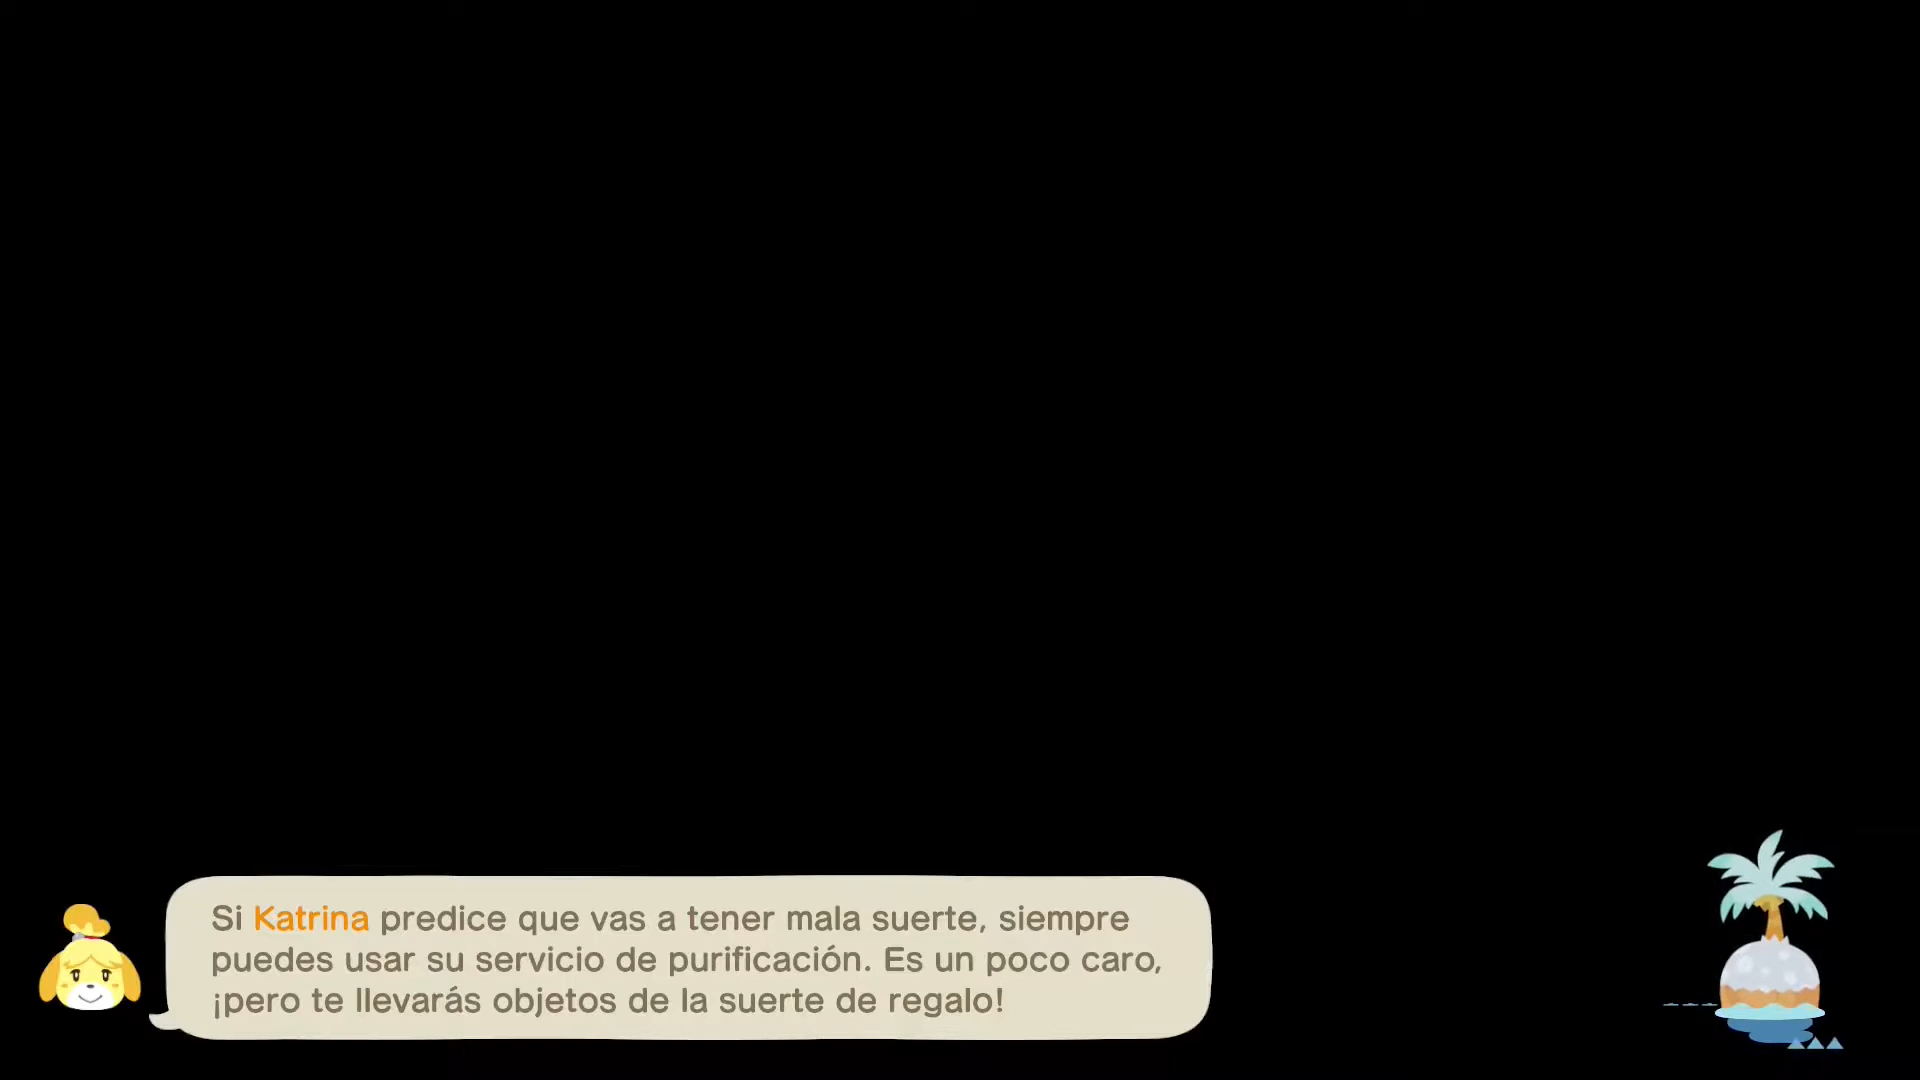 Si Katrina predice que vas a tener mala suerte, siempre
puedes usar su servicio de purificación. Es un poco caro,
¡pero te llevarás objetos de la suerte de regalo!